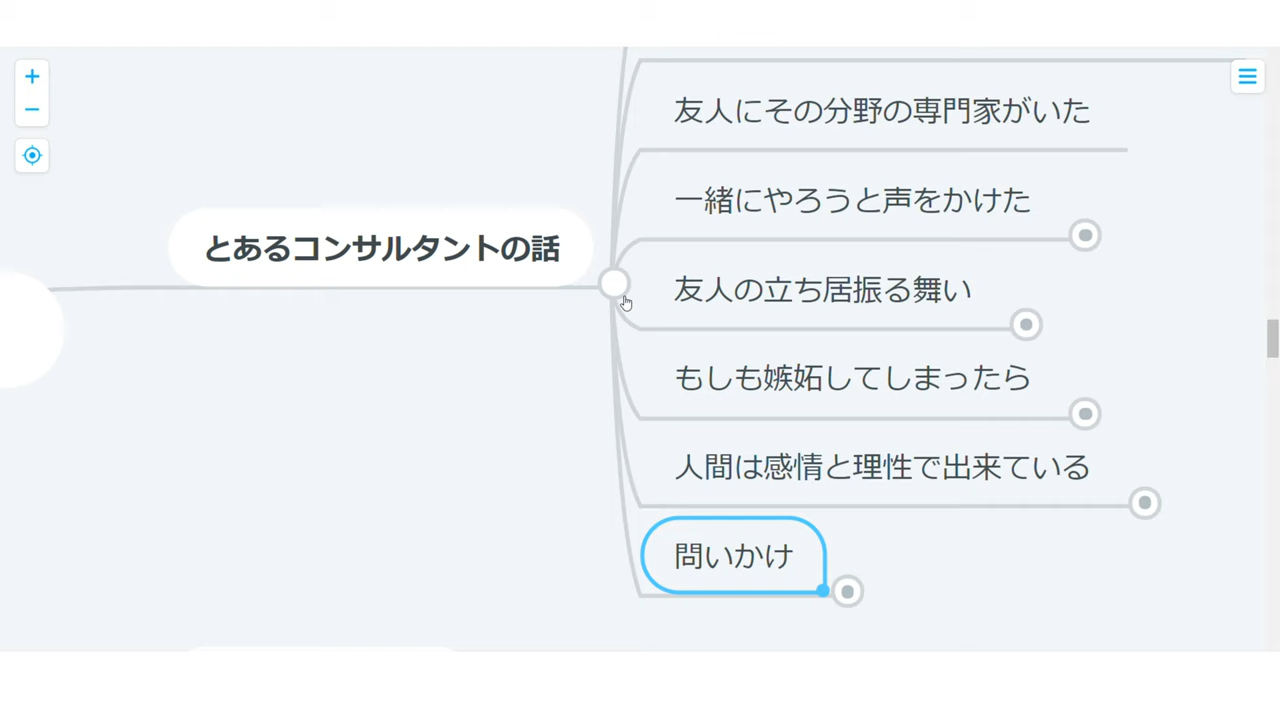 とあるコンサルタントの話
友人にその分野の専門家がいた
一緒にやろうと声をかけた
友人の立ち居振る舞い
もしも嫉妬してしまったら
人間は感情と理性で出来ている
問いかけ